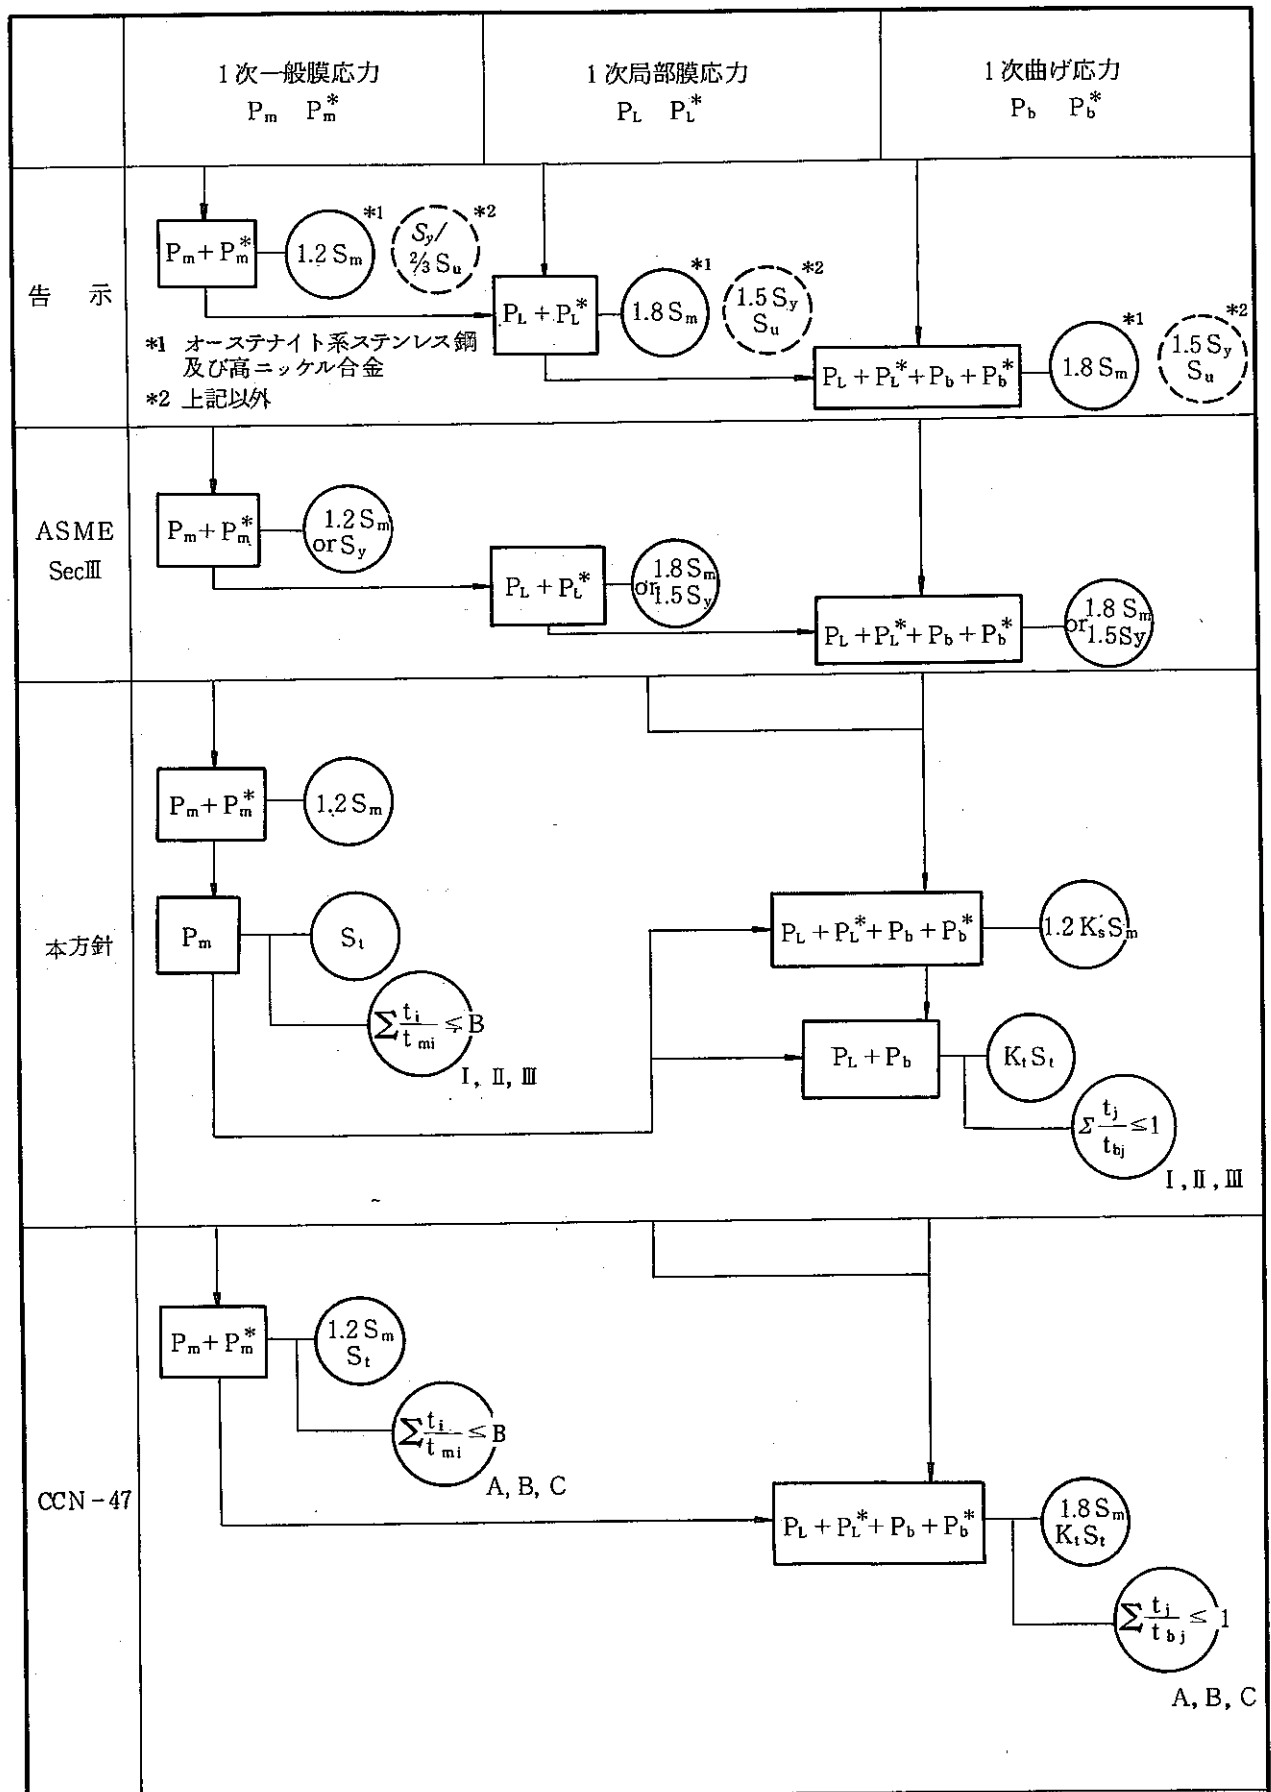 1次一般膜応力
Pm Pm*
1次局部膜応力
PL PL*
1次曲げ応力
Pb Pb*
告 示
Pm + Pm*
1.2 Sm
*1
Sy/
⅔ Su
*2
PL + PL*
1.8 Sm
*1
1.5 Sy
Su
*2
PL + PL* + Pb + Pb*
1.8 Sm
*1
1.5 Sy
Su
*2
*1 オーステナイト系ステンレス鋼
及び高ニッケル合金
*2 上記以外
ASME
SecⅢ
Pm + Pm*
1.2 Sm
or Sy
PL + PL*
1.8 Sm
or 1.5 Sy
PL + PL* + Pb + Pb*
1.8 Sm
or 1.5Sy
本方針
Pm + Pm*
1.2 Sm
Pm
St
Σ ti/tmi ≤ B
Ⅰ, Ⅱ, Ⅲ
PL + PL* + Pb + Pb*
1.2 Ks Sm
PL + Pb
Kt St
Σ tj/tbj ≤ 1
Ⅰ, Ⅱ, Ⅲ
CCN-47
Pm + Pm*
1.2 Sm
St
Σ ti/tmi ≤ B
A, B, C
PL + PL* + Pb + Pb*
1.8 Sm
Kt St
Σ tj/tbj ≤ 1
A, B, C